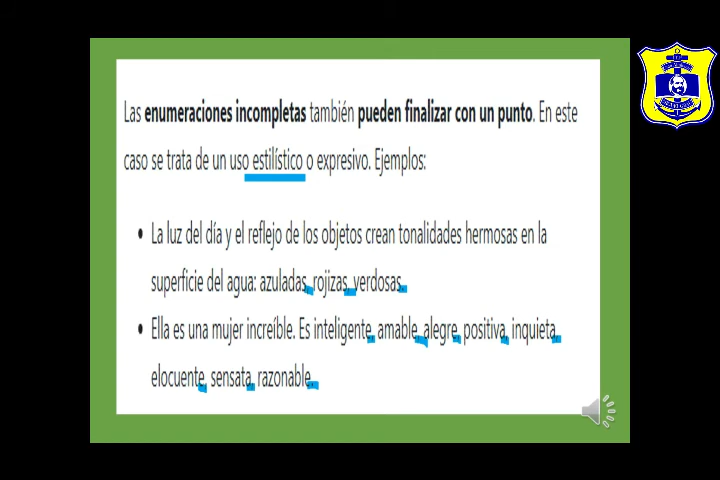 Las enumeraciones incompletas también pueden finalizar con un punto. En este
caso se trata de un uso estilístico o expresivo. Ejemplos:
• La luz del día y el reflejo de los objetos crean tonalidades hermosas en la
superficie del agua: azuladas, rojizas, verdosas.
• Ella es una mujer increíble. Es inteligente, amable, alegre, positiva, inquieta,
elocuente, sensata, razonable.